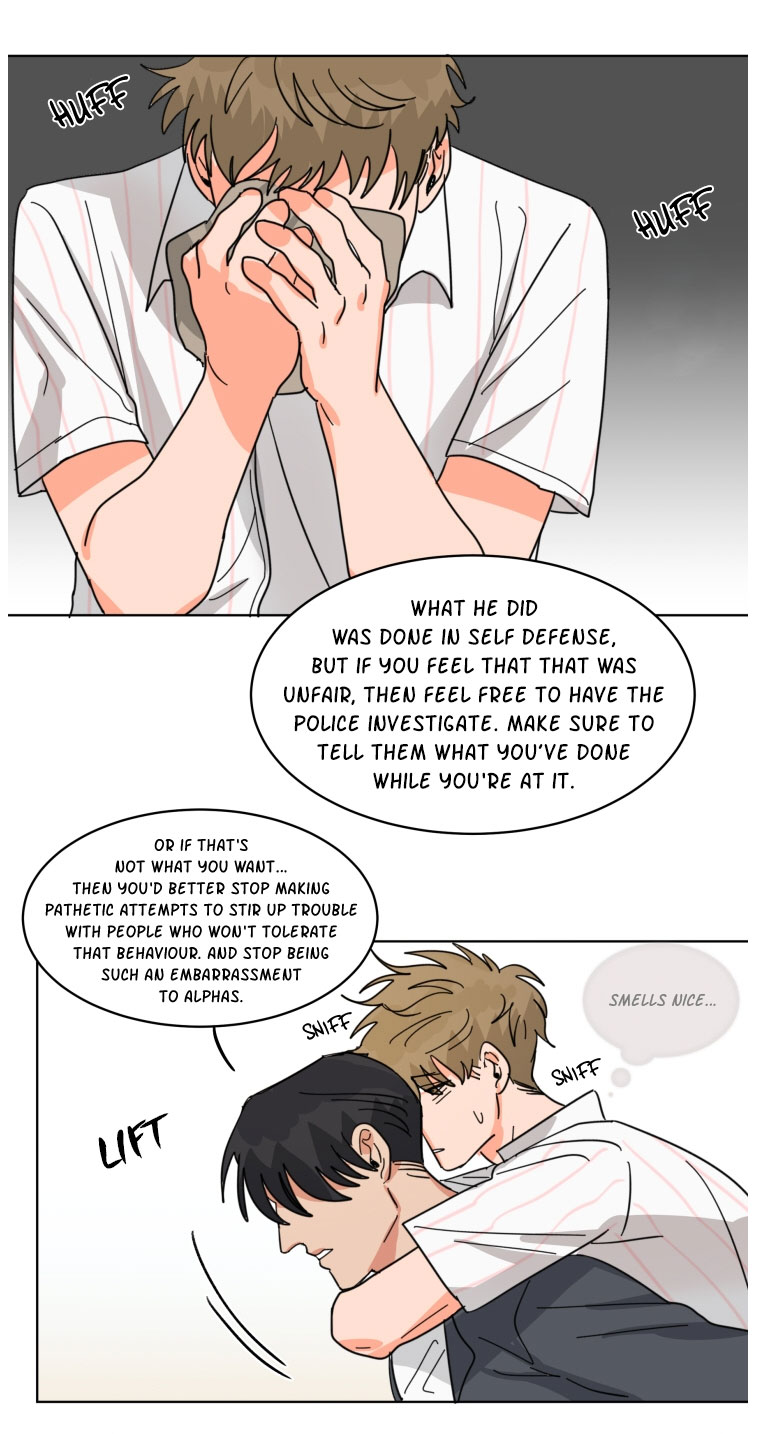 HUFF
HUFF
WHAT HE DID
WAS DONE IN SELF DEFENSE,
BUT IF YOU FEEL THAT THAT WAS
UNFAIR, THEN FEEL FREE TO HAVE THE
POLICE INVESTIGATE. MAKE SURE TO
TELL THEM WHAT YOU'VE DONE
WHILE YOU'RE AT IT.
OR IF THAT'S
NOT WHAT YOU WANT...
THEN YOU'D BETTER STOP MAKING
PATHETIC ATTEMPTS TO STIR UP TROUBLE
WITH PEOPLE WHO WON'T TOLERATE
THAT BEHAVIOUR. AND STOP BEING
SUCH AN EMBARRASSMENT
TO ALPHAS.
SMELLS NICE...
SNIFF
SNIFF
LIFT